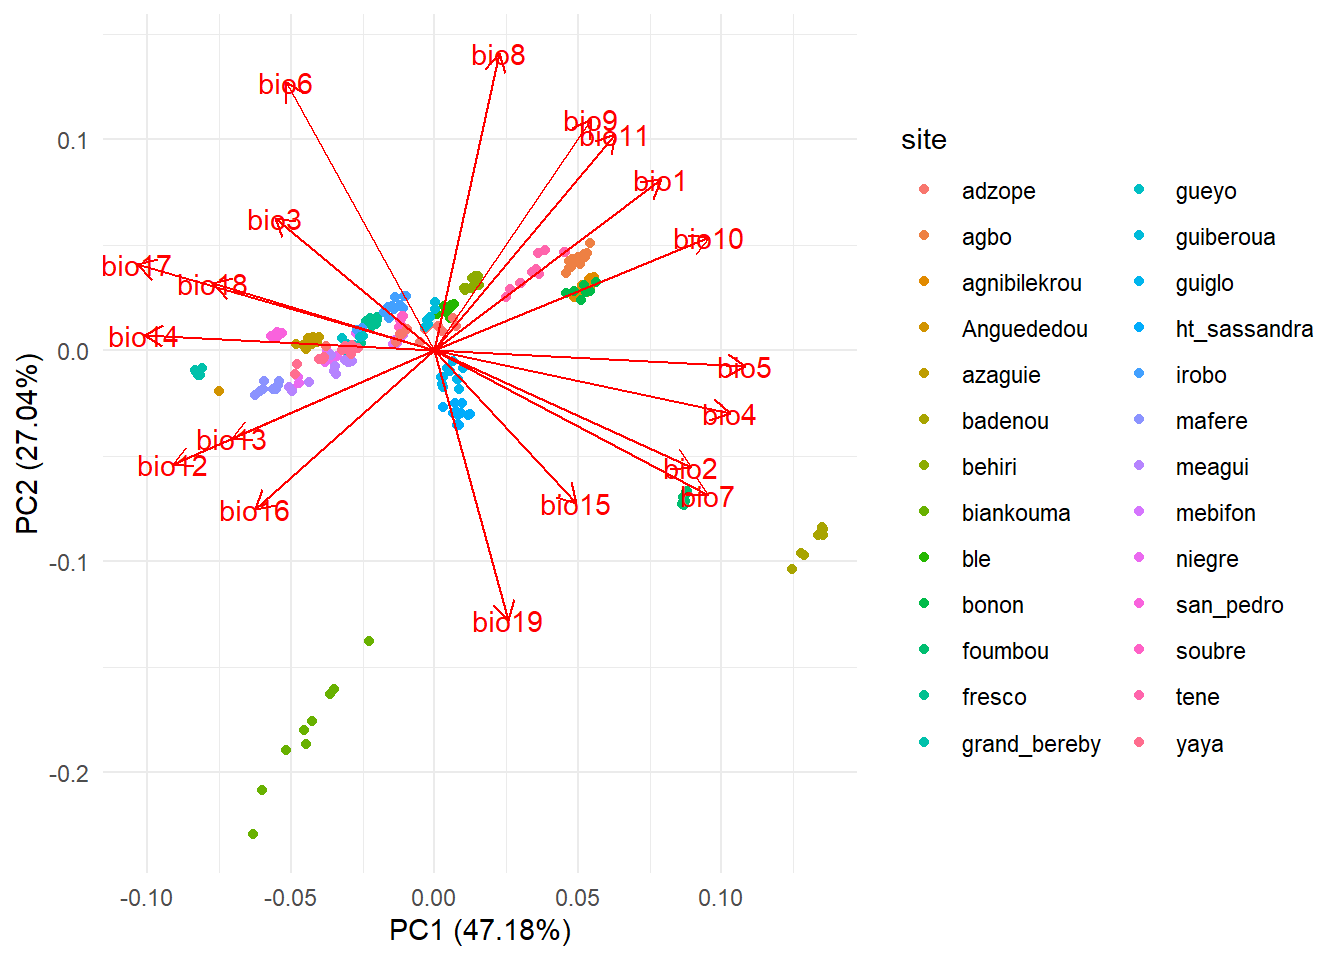 bio8
bio6
bio9
bio11
bio1
bio3
bio10
bio17
bio18
bio14
bio5
bio4
bio13
bio12
bio2
bio7
bio16
bio15
bio19
0.1
0.0
-0.1
-0.2
PC2 (27.04%)
-0.10
-0.05
0.00
0.05
0.10
PC1 (47.18%)
site
adzope
agbo
agnibilekrou
Anguededou
azaguie
badenou
behiri
biankouma
ble
bonon
foumbou
fresco
grand_bereby
gueyo
guiberoua
guiglo
ht_sassandra
irobo
mafere
meagui
mebifon
niegre
san_pedro
soubre
tene
yaya